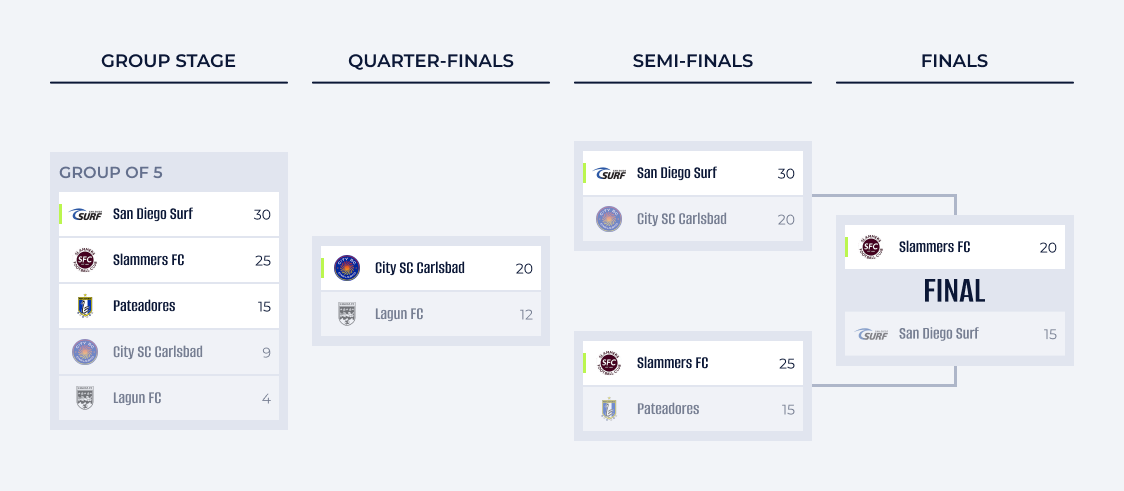 GROUP STAGE
QUARTER-FINALS
SEMI-FINALS
FINALS
GROUP OF 5
SURF San Diego Surf 30
SFC Slammers FC 25
Pateadores 15
City SC Carlsbad 9
Lagun FC 4
CITY SC City SC Carlsbad 20
Lagun FC 12
SURF San Diego Surf 30
City SC Carlsbad 20
SFC Slammers FC 25
Pateadores 15
SFC Slammers FC 20
FINAL
SURF San Diego Surf 15